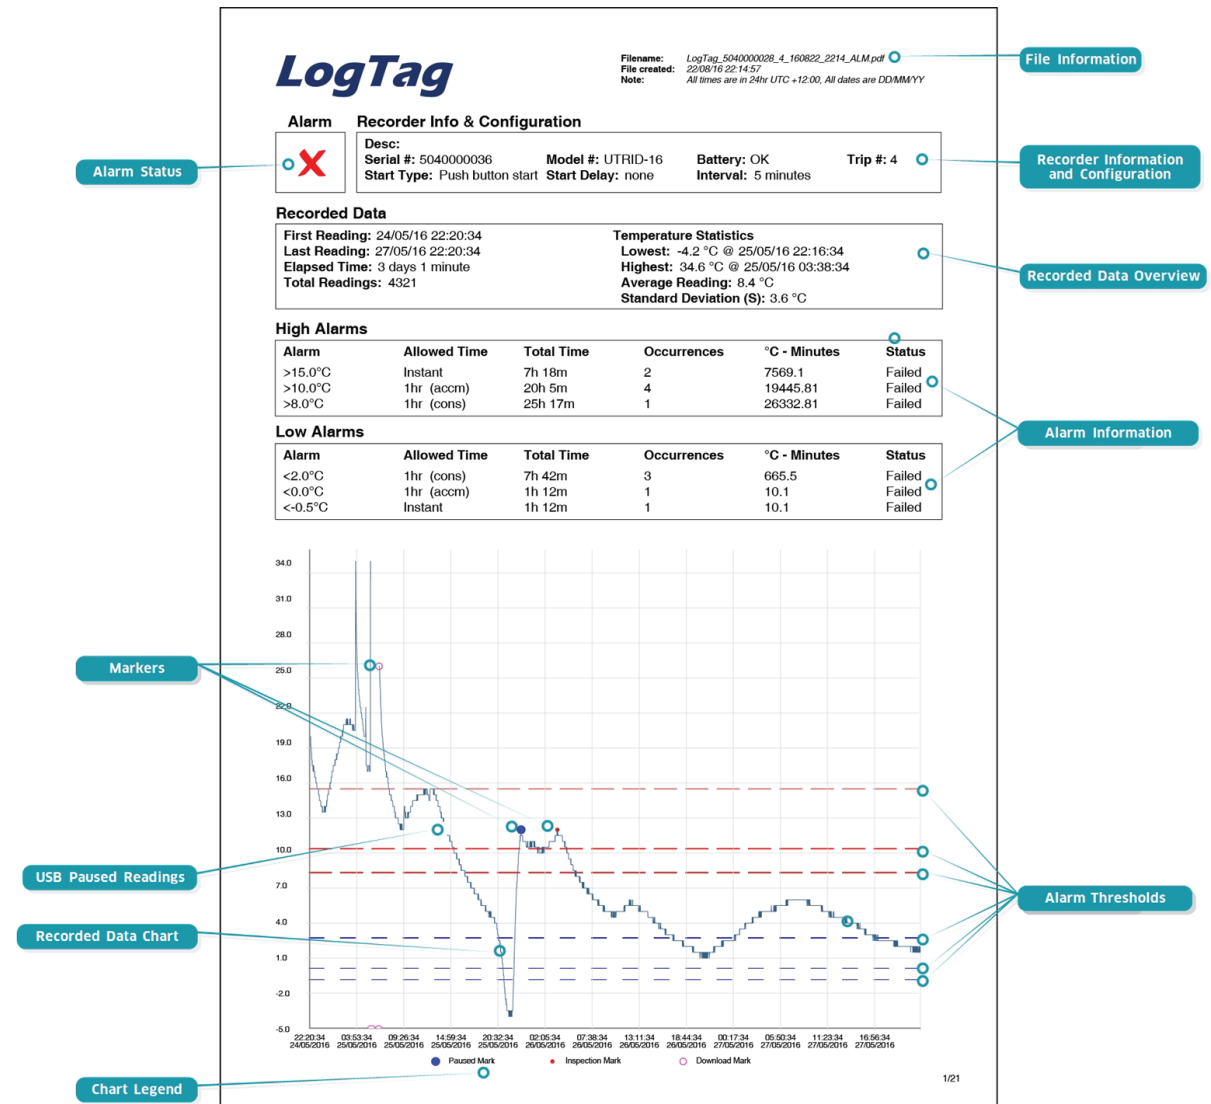 LogTag
Filename: LogTag_5040000028_4_160822_2214_ALM.pdf
File created: 22/08/16 22:14:57
Note: All times are in 24hr UTC +12:00, All dates are DD/MM/YY
File Information
Alarm Recorder Info & Configuration
Desc:
Serial #: 5040000036 Model #: UTRID-16 Battery: OK Trip #: 4
Start Type: Push button start Start Delay: none Interval: 5 minutes
Alarm Status
Recorder Information
and Configuration
Recorded Data
First Reading: 24/05/16 22:20:34
Last Reading: 27/05/16 22:20:34
Elapsed Time: 3 days 1 minute
Total Readings: 4321
Temperature Statistics
Lowest: -4.2 °C @ 25/05/16 22:16:34
Highest: 34.6 °C @ 25/05/16 03:38:34
Average Reading: 8.4 °C
Standard Deviation (S): 3.6 °C
Recorded Data Overview
High Alarms
Alarm Allowed Time Total Time Occurrences °C - Minutes Status
>15.0°C Instant 7h 18m 2 7569.1 Failed
>10.0°C 1hr (accm) 20h 5m 4 19445.81 Failed
>8.0°C 1hr (cons) 25h 17m 1 26332.81 Failed
Low Alarms
Alarm Allowed Time Total Time Occurrences °C - Minutes Status
<2.0°C 1hr (cons) 7h 42m 3 665.5 Failed
<0.0°C 1hr (accm) 1h 12m 1 10.1 Failed
<-0.5°C Instant 1h 12m 1 10.1 Failed
Alarm Information
34.0
31.0
28.0
25.0
22.0
19.0
16.0
13.0
10.0
7.0
4.0
1.0
-2.0
-5.0
Markers
USB Paused Readings
Recorded Data Chart
Alarm Thresholds
22:20:34 03:53:34 09:26:34 14:59:34 20:32:34 02:05:34 07:38:34 13:11:34 18:44:34 00:17:34 05:50:34 11:23:34 16:56:34
24/05/2016 25/05/2016 25/05/2016 25/05/2016 25/05/2016 26/05/2016 26/05/2016 26/05/2016 26/05/2016 27/05/2016 27/05/2016 27/05/2016 27/05/2016
Paused Mark Inspection Mark Download Mark
Chart Legend
1/21